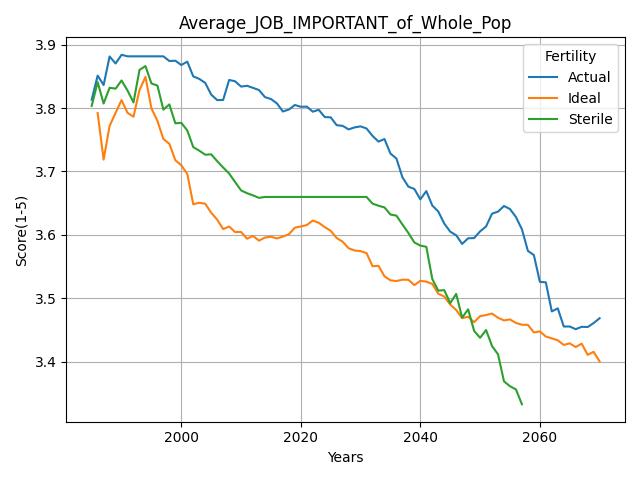 Average_JOB_IMPORTANT_of_Whole_Pop
Fertility
Actual
Ideal
Sterile
Score(1-5)
3.9
3.8
3.7
3.6
3.5
3.4
2000 2020 2040 2060
Years